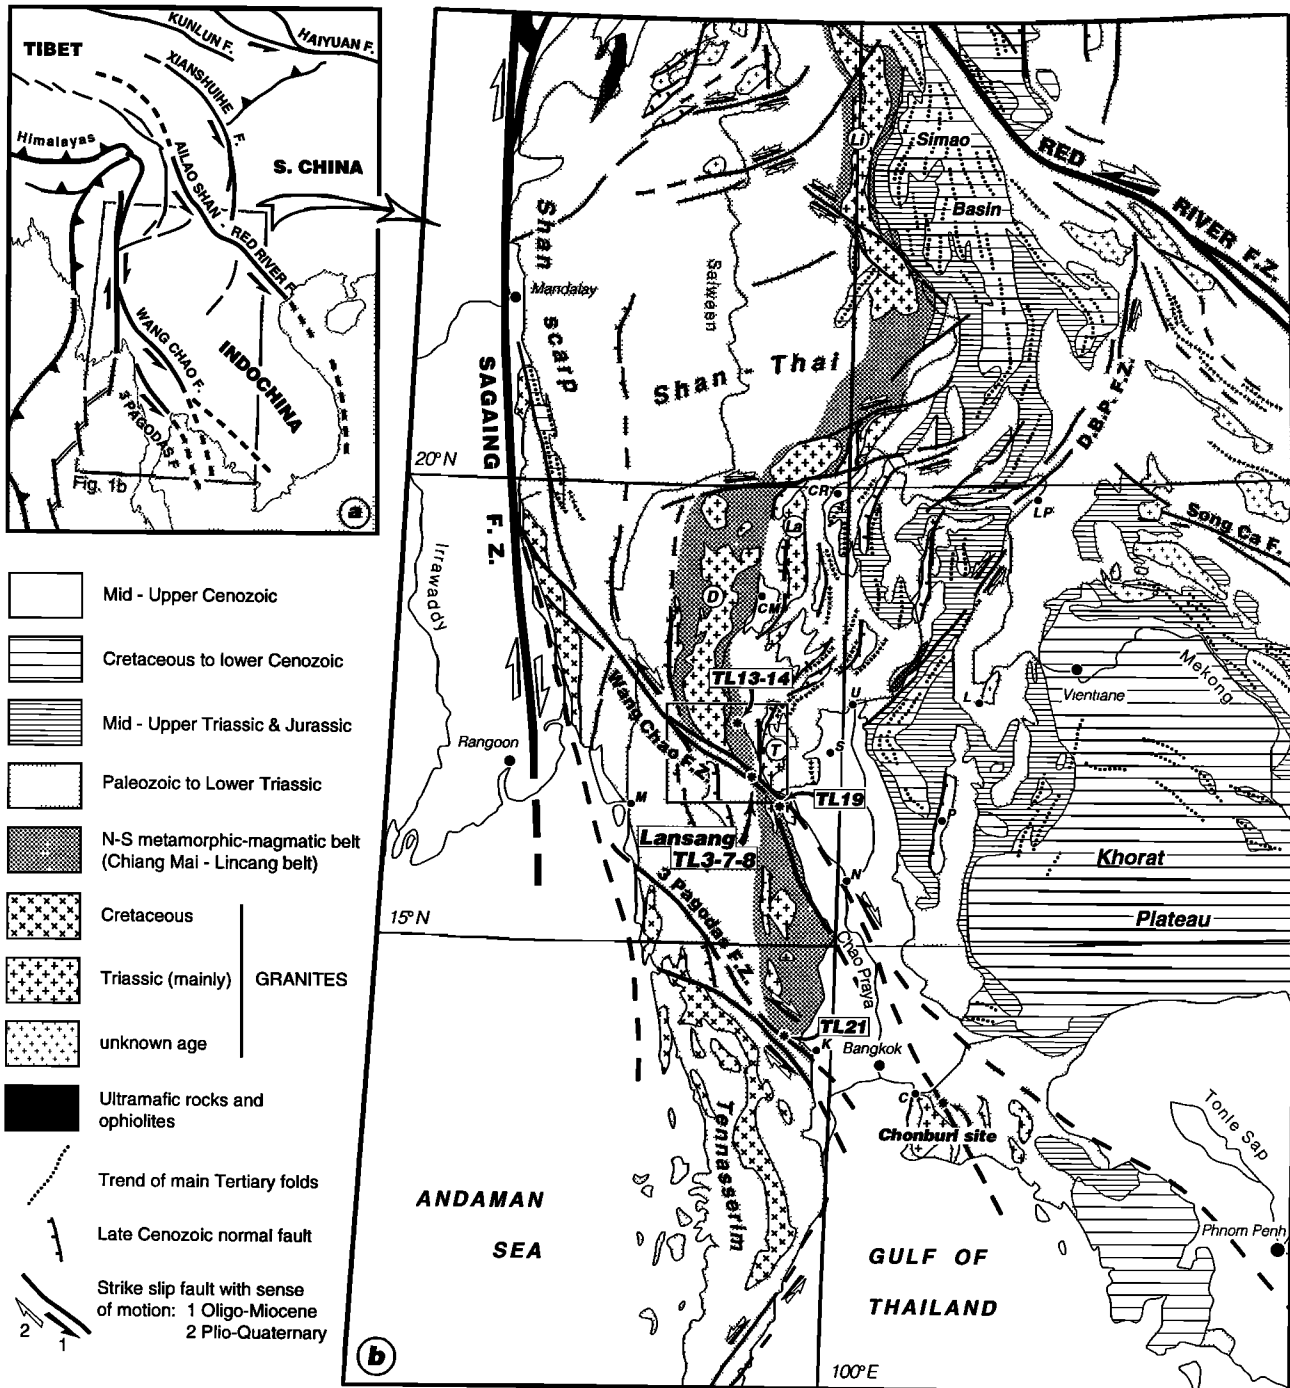 TIBET
KUNLUN F.
HAIYUAN F.
XIANSHUIHE F.
Himalayas
AILAO SHAN - RED RIVER F.
S. CHINA
WANG CHAO F.
INDOCHINA
3 PAGODAS F
Fig. 1b
a
Mid - Upper Cenozoic
Cretaceous to lower Cenozoic
Mid - Upper Triassic & Jurassic
Paleozoic to Lower Triassic
N-S metamorphic-magmatic belt
(Chiang Mai - Lincang belt)
Cretaceous
Triassic (mainly)
GRANITES
unknown age
Ultramafic rocks and
ophiolites
Trend of main Tertiary folds
Late Cenozoic normal fault
Strike slip fault with sense
of motion: 1 Oligo-Miocene
2 Plio-Quaternary
2
1
Li
Simao
Basin
RED RIVER F.Z.
Shan scarp
Mandalay
Salween
Shan - Thai
SAGAING F.Z.
D.B.P. F.Z.
20°N
CR
LP
La
Song Ca F.
Irrawaddy
D
CM
TL13-14
U
L
Vientiane
Mekong
Wang Chao F.Z.
Rangoon
T
S
M
TL19
P
Lansang
TL3-7-8
Khorat
Plateau
3 Pagodas F.Z.
N
15°N
Chao Praya
TL21
K
Bangkok
C
Chonburi site
Tonle Sap
Tennasserim
Phnom Penh
ANDAMAN
SEA
GULF OF
THAILAND
b
100°E